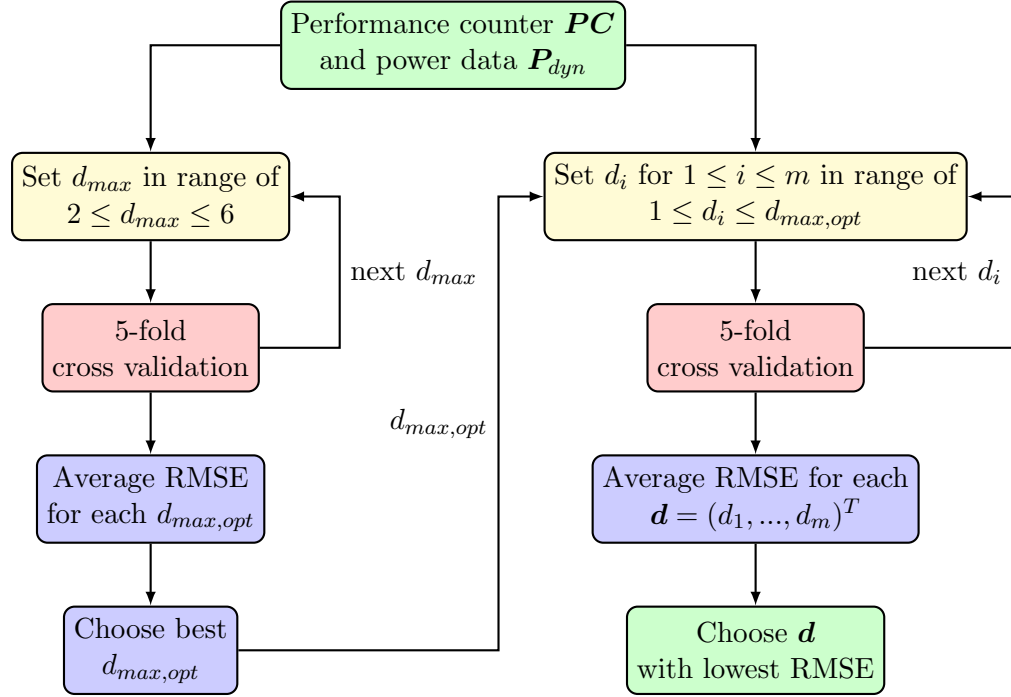 Performance counter PC
and power data P_dyn
Set d_max in range of
2 ≤ d_max ≤ 6
next d_max
5-fold
cross validation
Average RMSE
for each d_max,opt
Choose best
d_max,opt
d_max,opt
Set d_i for 1 ≤ i ≤ m in range of
1 ≤ d_i ≤ d_max,opt
next d_i
5-fold
cross validation
Average RMSE for each
d = (d_1, ..., d_m)^T
Choose d
with lowest RMSE